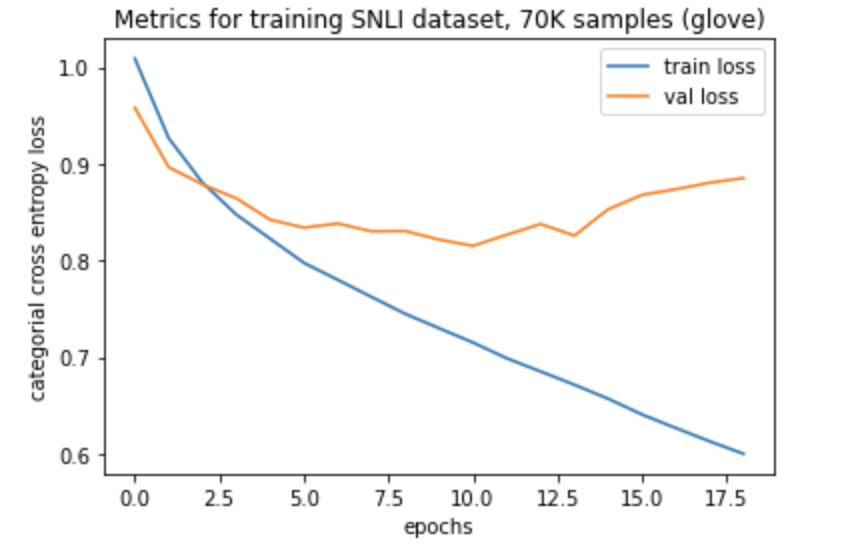 Metrics for training SNLI dataset, 70K samples (glove)
train loss
val loss
categorial cross entropy loss
1.0
0.9
0.8
0.7
0.6
0.0 2.5 5.0 7.5 10.0 12.5 15.0 17.5
epochs